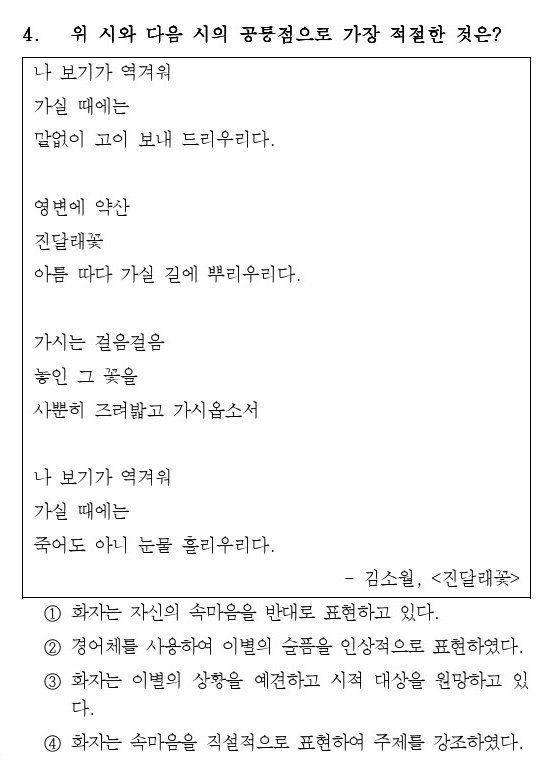 4. 위 시와 다음 시의 공통점으로 가장 적절한 것은?
나 보기가 역겨워
가실 때에는
말없이 고이 보내 드리우리다.
영변에 약산
진달래꽃
아름 따다 가실 길에 뿌리우리다.
가시는 걸음걸음
놓인 그 꽃을
사뿐히 즈려밟고 가시옵소서
나 보기가 역겨워
가실 때에는
죽어도 아니 눈물 흘리우리다.
- 김소월, <진달래꽃>
① 화자는 자신의 속마음을 반대로 표현하고 있다.
② 경어체를 사용하여 이별의 슬픔을 인상적으로 표현하였다.
③ 화자는 이별의 상황을 예견하고 시적 대상을 원망하고 있
다.
④ 화자는 속마음을 직설적으로 표현하여 주제를 강조하였다.